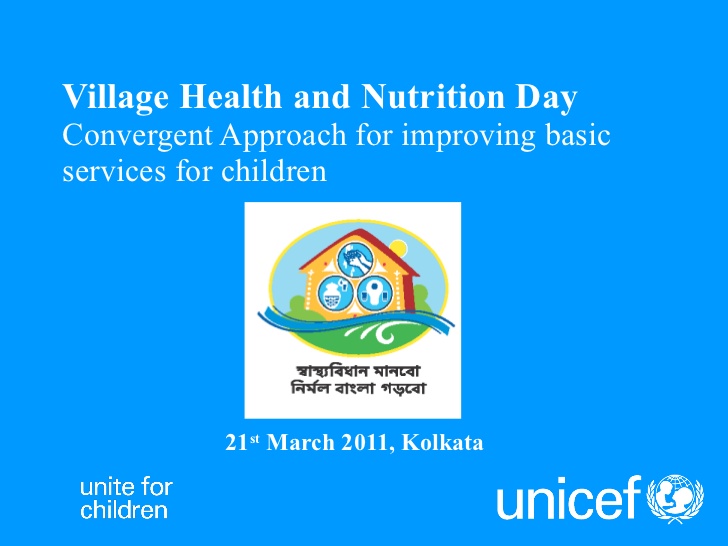 Village Health and Nutrition Day
Convergent Approach for improving basic
services for children
স্বাস্থ্যবিধান মানবো
নির্মল বাংলা গড়বো
21st March 2011, Kolkata
unite for
children
unicef